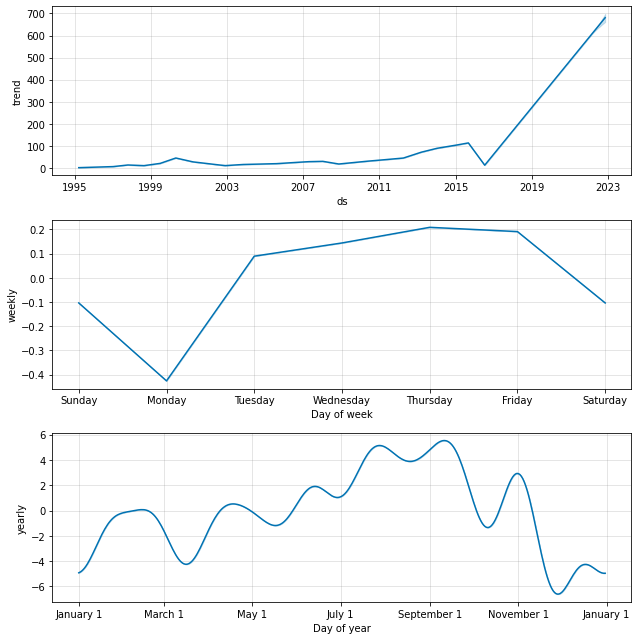 700
600
500
400
300
200
100
0
trend
1995
1999
2003
2007
2011
2015
2019
2023
ds
0.2
0.1
0.0
−0.1
−0.2
−0.3
−0.4
weekly
Sunday
Monday
Tuesday
Wednesday
Thursday
Friday
Saturday
Day of week
6
4
2
0
−2
−4
−6
yearly
January 1
March 1
May 1
July 1
September 1
November 1
January 1
Day of year